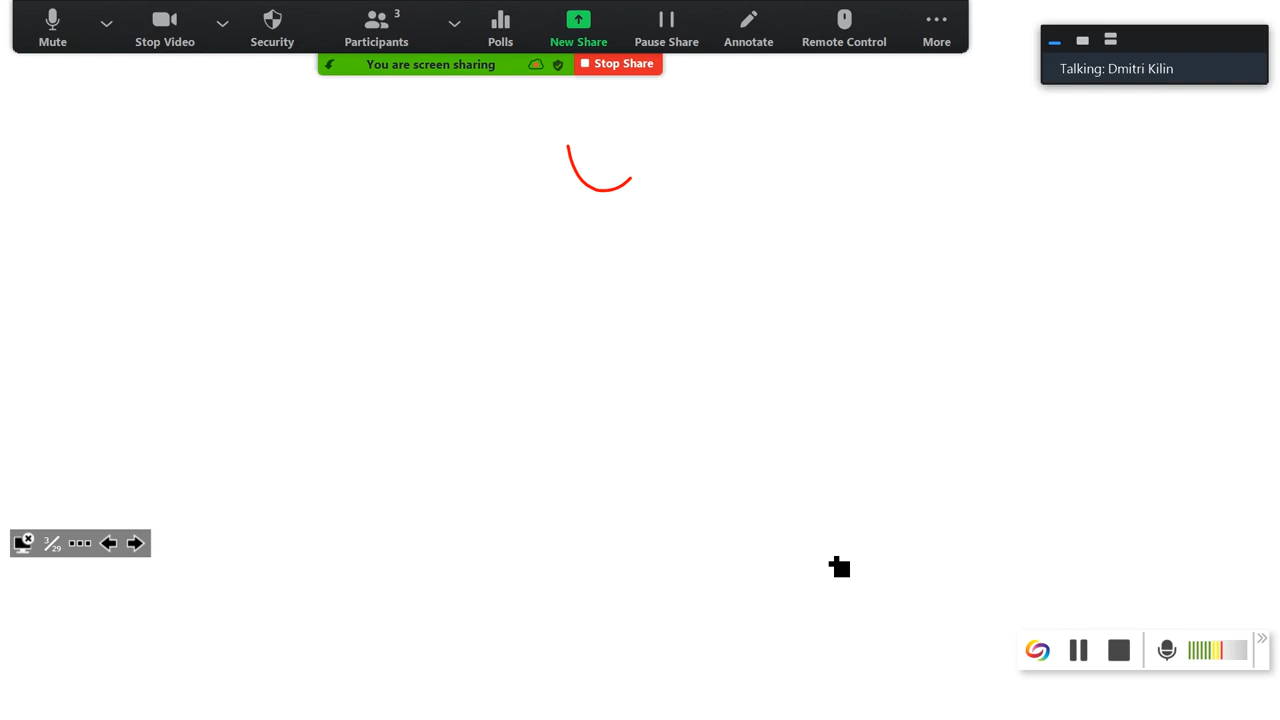 Mute
Stop Video
Security
Participants
3
Polls
New Share
Pause Share
Annotate
Remote Control
More
You are screen sharing
Stop Share
Talking: Dmitri Kilin
3/29